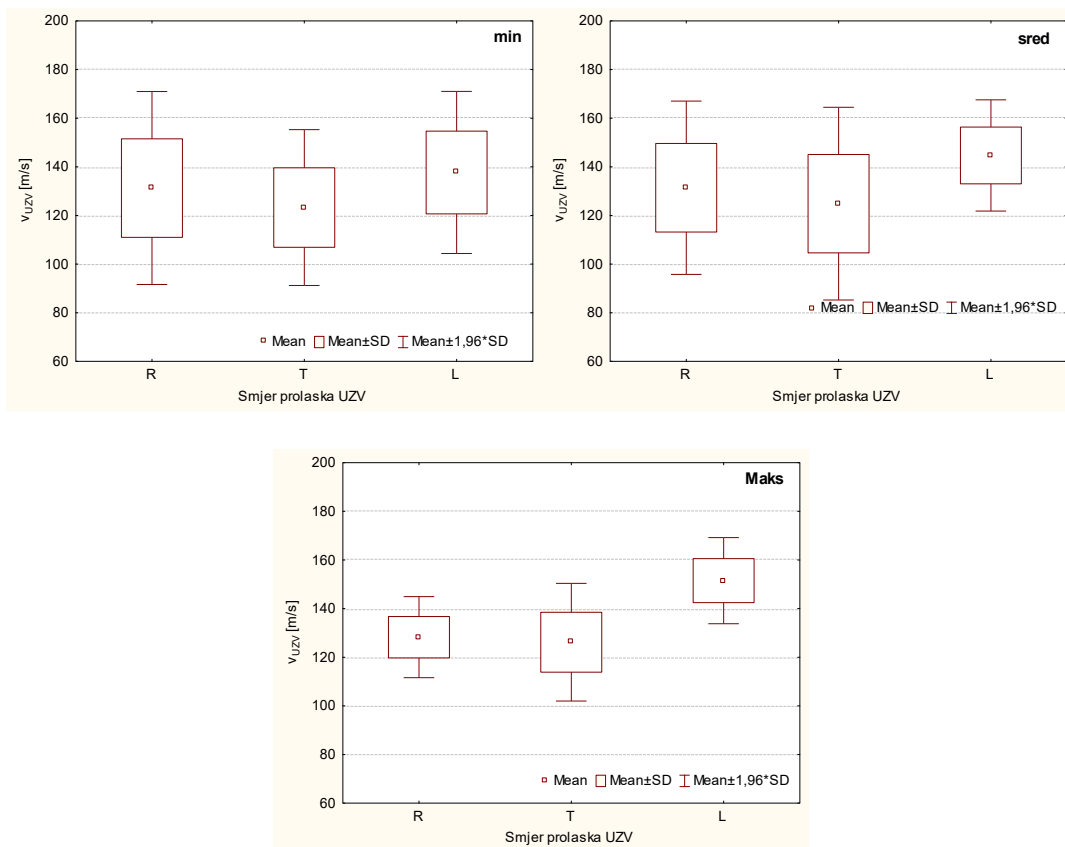 min
200
180
160
140
120
100
80
60
vUZV [m/s]
Mean Mean±SD Mean±1,96*SD
R T L
Smjer prolaska UZV
sred
200
180
160
140
120
100
80
60
vUZV [m/s]
Mean Mean±SD Mean±1,96*SD
R T L
Smjer prolaska UZV
Maks
200
180
160
140
120
100
80
60
vUZV [m/s]
Mean Mean±SD Mean±1,96*SD
R T L
Smjer prolaska UZV